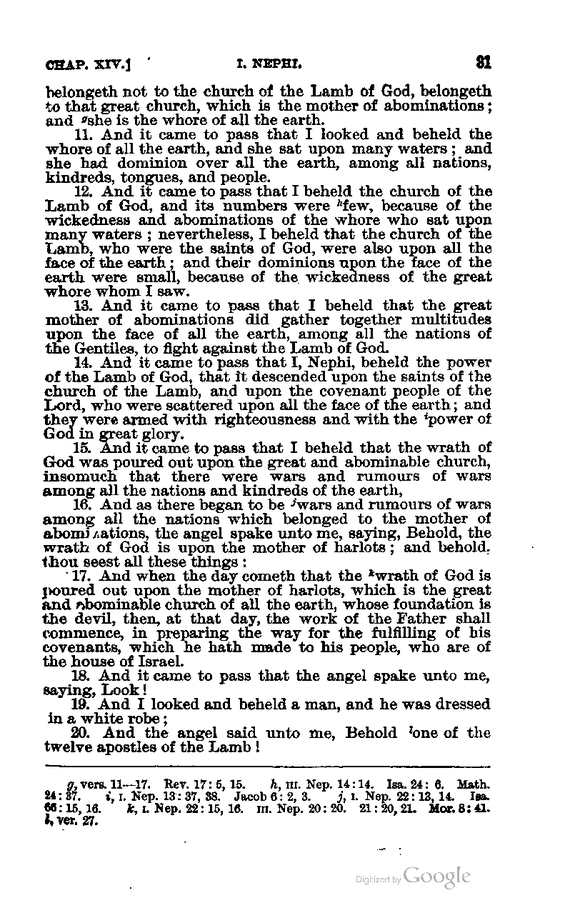 CHAP. XIV.] I. NEPHI. 31
belongeth not to the church of the Lamb of God, belongeth
to that great church, which is the mother of abominations;
and gshe is the whore of all the earth.
11. And it came to pass that I looked and beheld the
whore of all the earth, and she sat upon many waters; and
she had dominion over all the earth, among all nations,
kindreds, tongues, and people.
12. And it came to pass that I beheld the church of the
Lamb of God, and its numbers were hfew, because of the
wickedness and abominations of the whore who sat upon
many waters; nevertheless, I beheld that the church of the
Lamb, who were the saints of God, were also upon all the
face of the earth; and their dominions upon the face of the
earth were small, because of the wickedness of the great
whore whom I saw.
13. And it came to pass that I beheld that the great
mother of abominations did gather together multitudes
upon the face of all the earth, among all the nations of
the Gentiles, to fight against the Lamb of God.
14. And it came to pass that I, Nephi, beheld the power
of the Lamb of God, that it descended upon the saints of the
church of the Lamb, and upon the covenant people of the
Lord, who were scattered upon all the face of the earth; and
they were armed with righteousness and with the ipower of
God in great glory.
15. And it came to pass that I beheld that the wrath of
God was poured out upon the great and abominable church,
insomuch that there were wars and rumours of wars
among all the nations and kindreds of the earth,
16. And as there began to be jwars and rumours of wars
among all the nations which belonged to the mother of
abominations, the angel spake unto me, saying, Behold, the
wrath of God is upon the mother of harlots; and behold,
thou seest all these things:
17. And when the day cometh that the kwrath of God is
poured out upon the mother of harlots, which is the great
and abominable church of all the earth, whose foundation is
the devil, then, at that day, the work of the Father shall
commence, in preparing the way for the fulfilling of his
covenants, which he hath made to his people, who are of
the house of Israel.
18. And it came to pass that the angel spake unto me,
saying, Look!
19. And I looked and beheld a man, and he was dressed
in a white robe;
20. And the angel said unto me, Behold lone of the
twelve apostles of the Lamb!
g, vers. 11—17. Rev. 17: 5, 15. h, III. Nep. 14: 14. Isa. 24: 6. Math.
24: 37. i, I. Nep. 13: 37, 38. Jacob 6: 2, 3. j, I. Nep. 22: 13, 14. Isa.
66: 15, 16. k, I. Nep. 22: 15, 16. III. Nep. 20: 20. 21: 20, 21. Mor. 8: 41.
l, ver. 27.
Digitized by Google